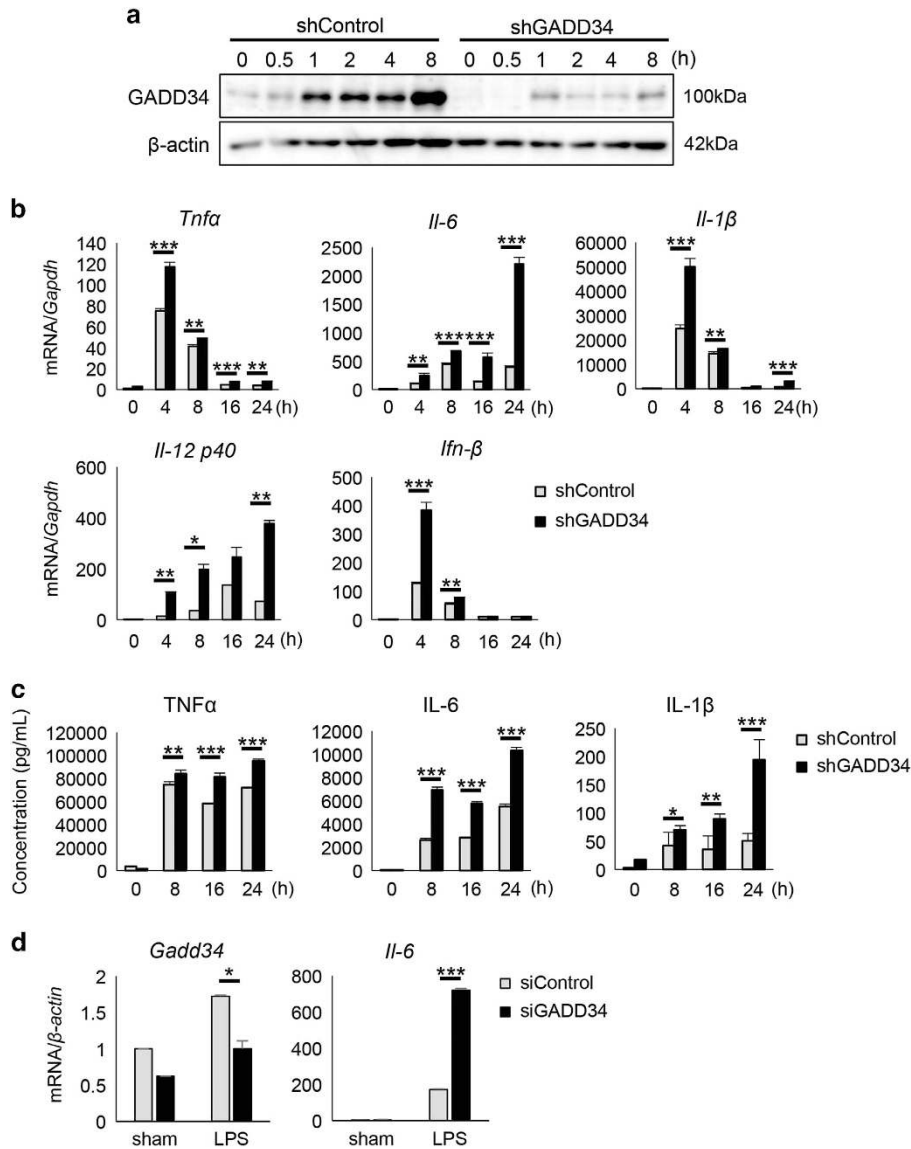 a
shControl shGADD34
0 0.5 1 2 4 8 0 0.5 1 2 4 8 (h)
GADD34 100kDa
β-actin 42kDa
b
Tnfα
mRNA/Gapdh
140
120
100
80
60
40
20
0
*** ** *** **
0 4 8 16 24 (h)
Il-6
2500
2000
1500
1000
500
0
** *** *** ***
0 4 8 16 24 (h)
Il-1β
60000
50000
40000
30000
20000
10000
0
*** ** ***
0 4 8 16 24 (h)
Il-12 p40
mRNA/Gapdh
600
400
200
0
** * **
0 4 8 16 24 (h)
Ifn-β
500
400
300
200
100
0
*** **
0 4 8 16 24 (h)
shControl
shGADD34
c
TNFα
Concentration (pg/mL)
120000
100000
80000
60000
40000
20000
0
** *** ***
0 8 16 24 (h)
IL-6
12000
10000
8000
6000
4000
2000
0
*** *** ***
0 8 16 24 (h)
IL-1β
250
200
150
100
50
0
* ** ***
0 8 16 24 (h)
shControl
shGADD34
d
Gadd34
mRNA/β-actin
2
1.5
1
0.5
0
*
sham LPS
Il-6
800
600
400
200
0
***
sham LPS
siControl
siGADD34